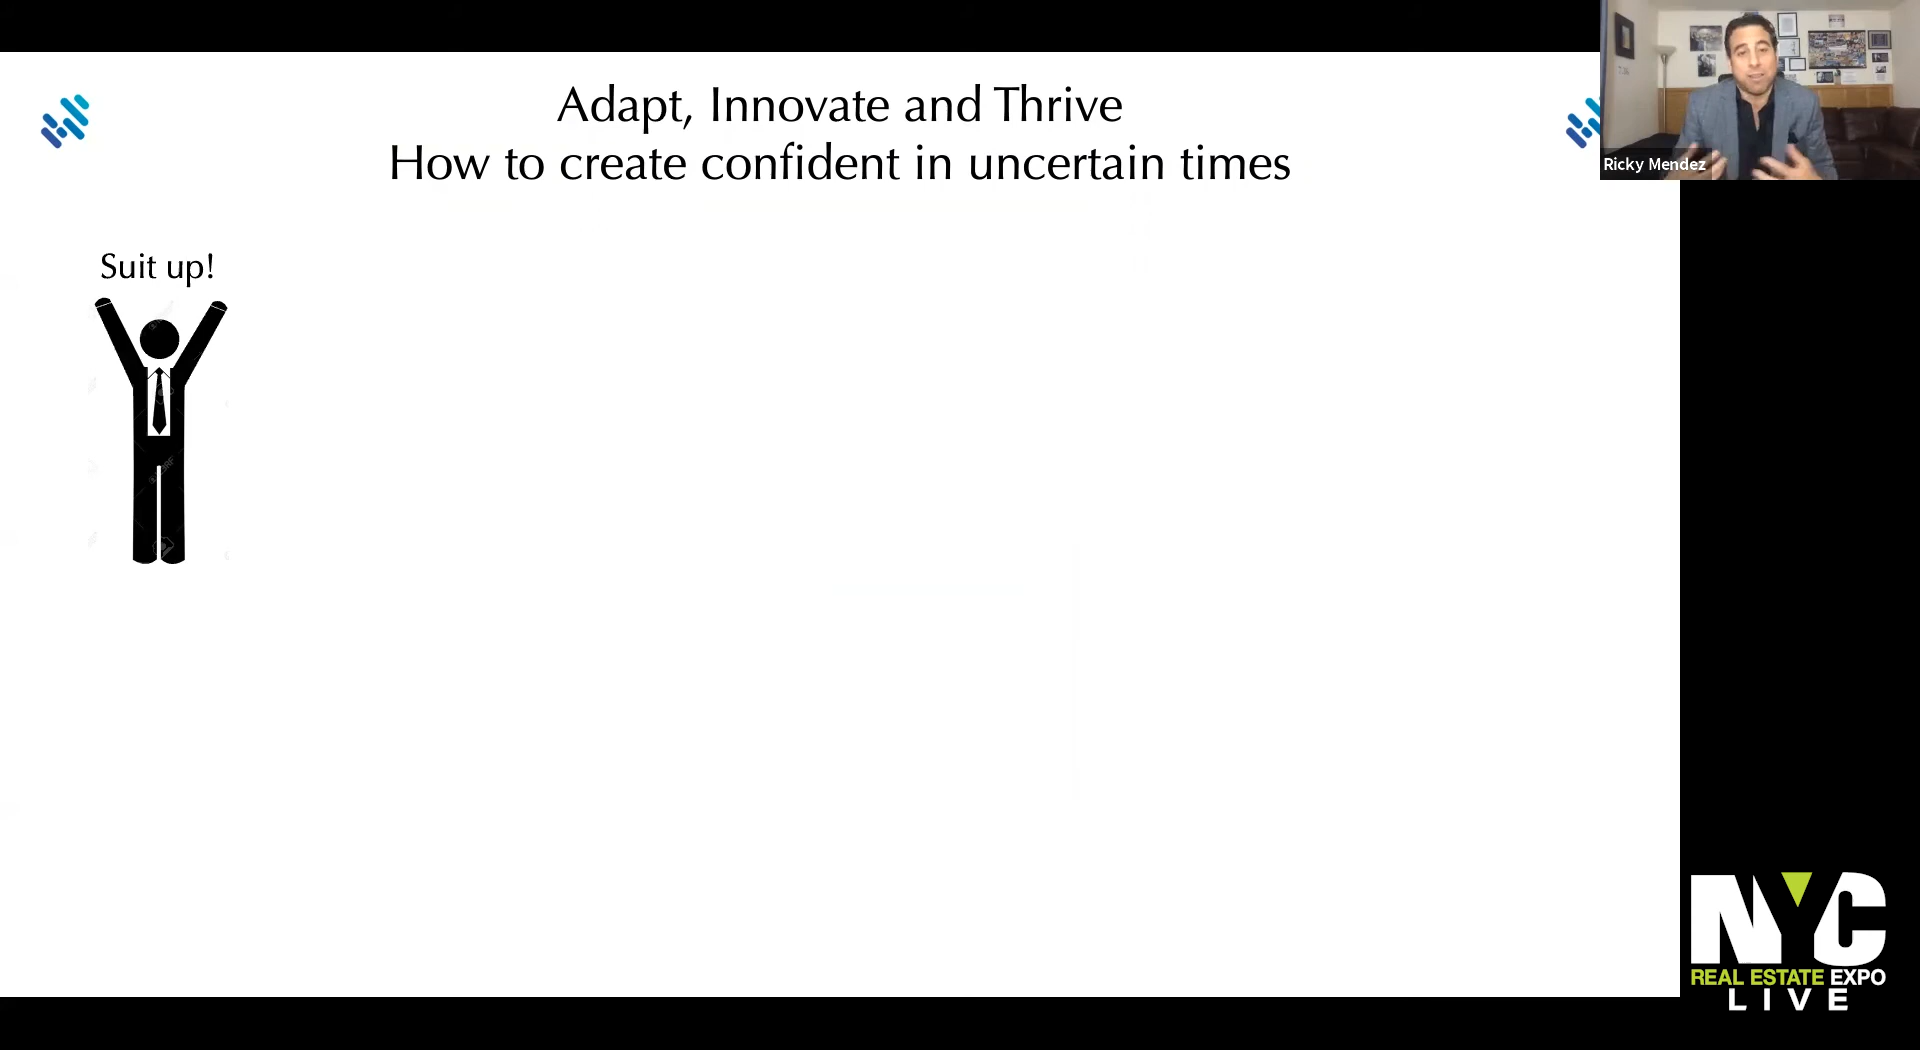 Adapt, Innovate and Thrive
How to create confident in uncertain times
Ricky Mendez
Suit up!
NYC
REAL ESTATE EXPO
LIVE